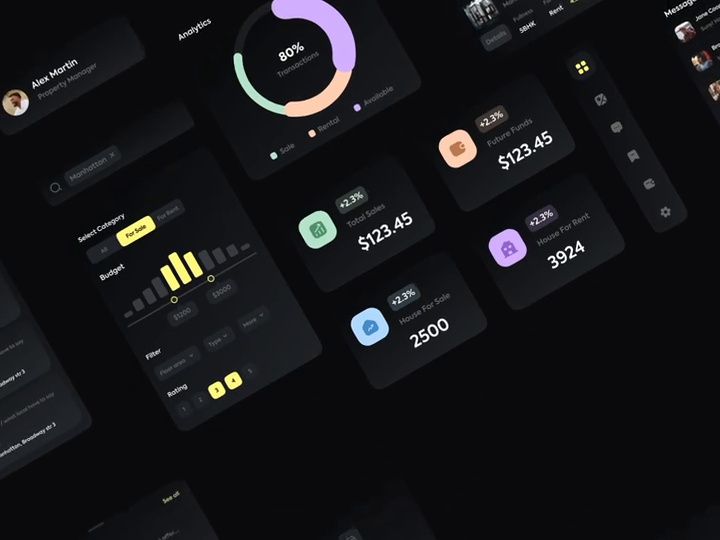 Alex Martin
Property Manager
Manhattan ×
Select Category
All
For Sale
For Rent
Budget
$1200
$3000
Filter
Floor area
Type
More
Rating
1
2
3
4
5
Analytics
80%
Transactions
Sale
Rental
Available
+2.3%
Total Sales
$123.45
+2.3%
Future Funds
$123.45
+2.3%
House For Sale
2500
+2.3%
House For Rent
3924
Details
5BHK
Rent
See all